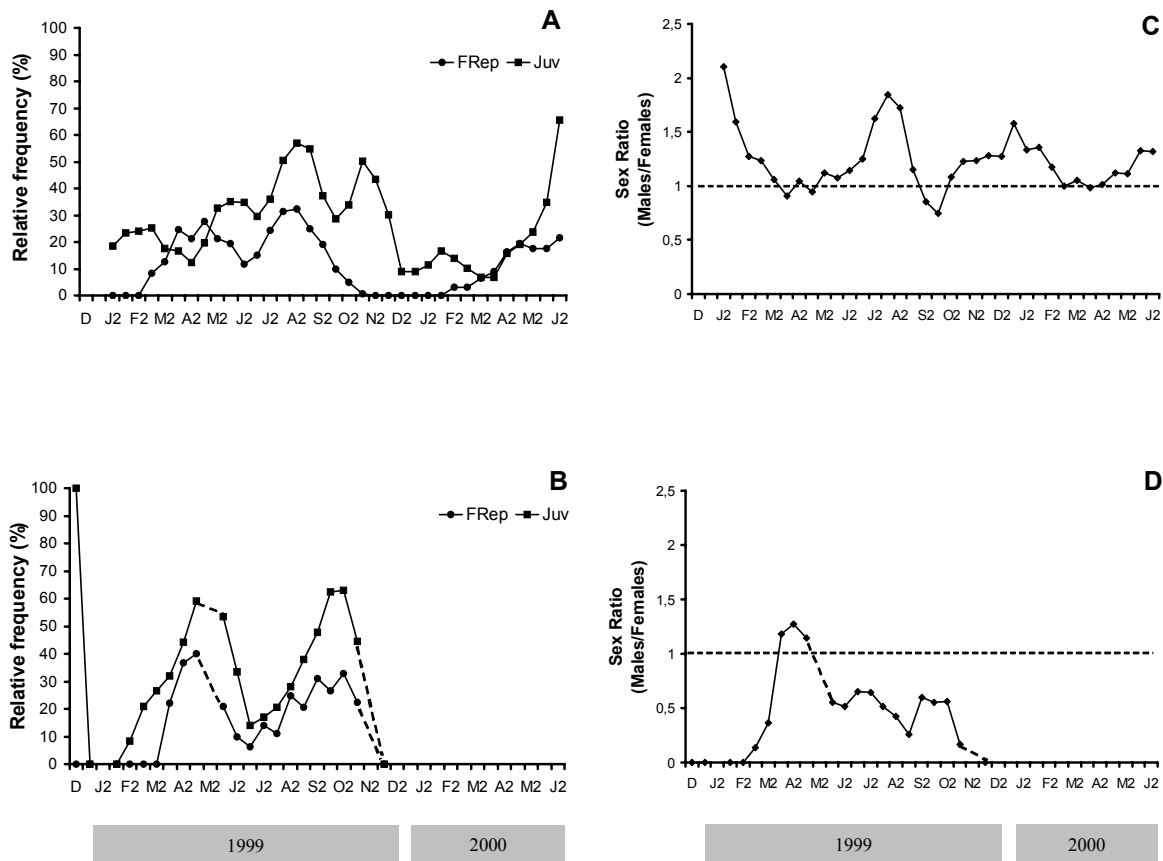 A
Relative frequency (%)
FRep Juv
100
90
80
70
60
50
40
30
20
10
0
D J2 F2 M2 A2 M2 J2 J2 A2 S2 O2 N2 D2 J2 F2 M2 A2 M2 J2
C
Sex Ratio
(Males/Females)
2,5
2
1,5
1
0,5
0
D J2 F2 M2 A2 M2 J2 J2 A2 S2 O2 N2 D2 J2 F2 M2 A2 M2 J2
B
Relative frequency (%)
FRep Juv
100
90
80
70
60
50
40
30
20
10
0
D J2 F2 M2 A2 M2 J2 J2 A2 S2 O2 N2 D2 J2 F2 M2 A2 M2 J2
1999 2000
D
Sex Ratio
(Males/Females)
2,5
2
1,5
1
0,5
0
D J2 F2 M2 A2 M2 J2 J2 A2 S2 O2 N2 D2 J2 F2 M2 A2 M2 J2
1999 2000